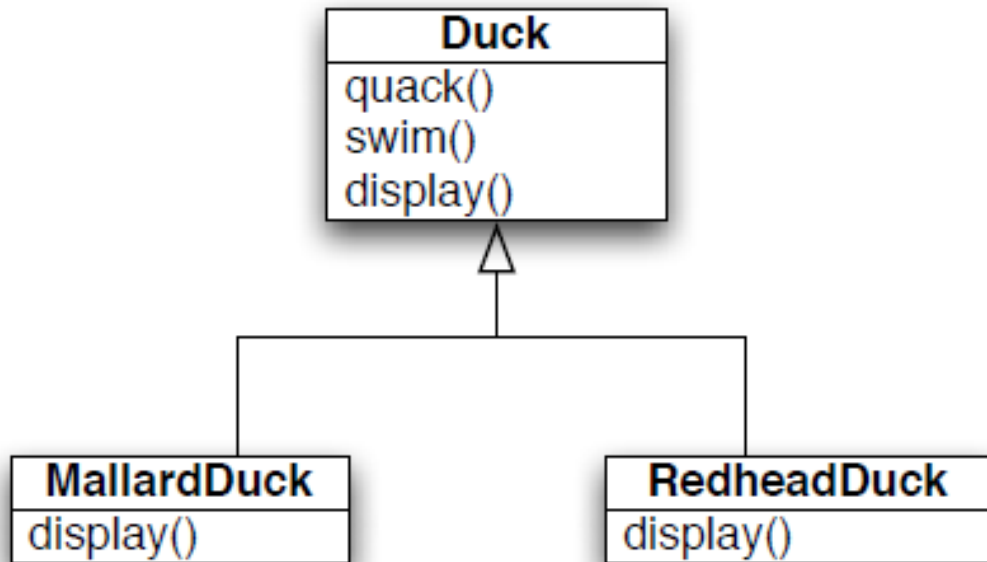 Duck
quack()
swim()
display()
MallardDuck
display()
RedheadDuck
display()